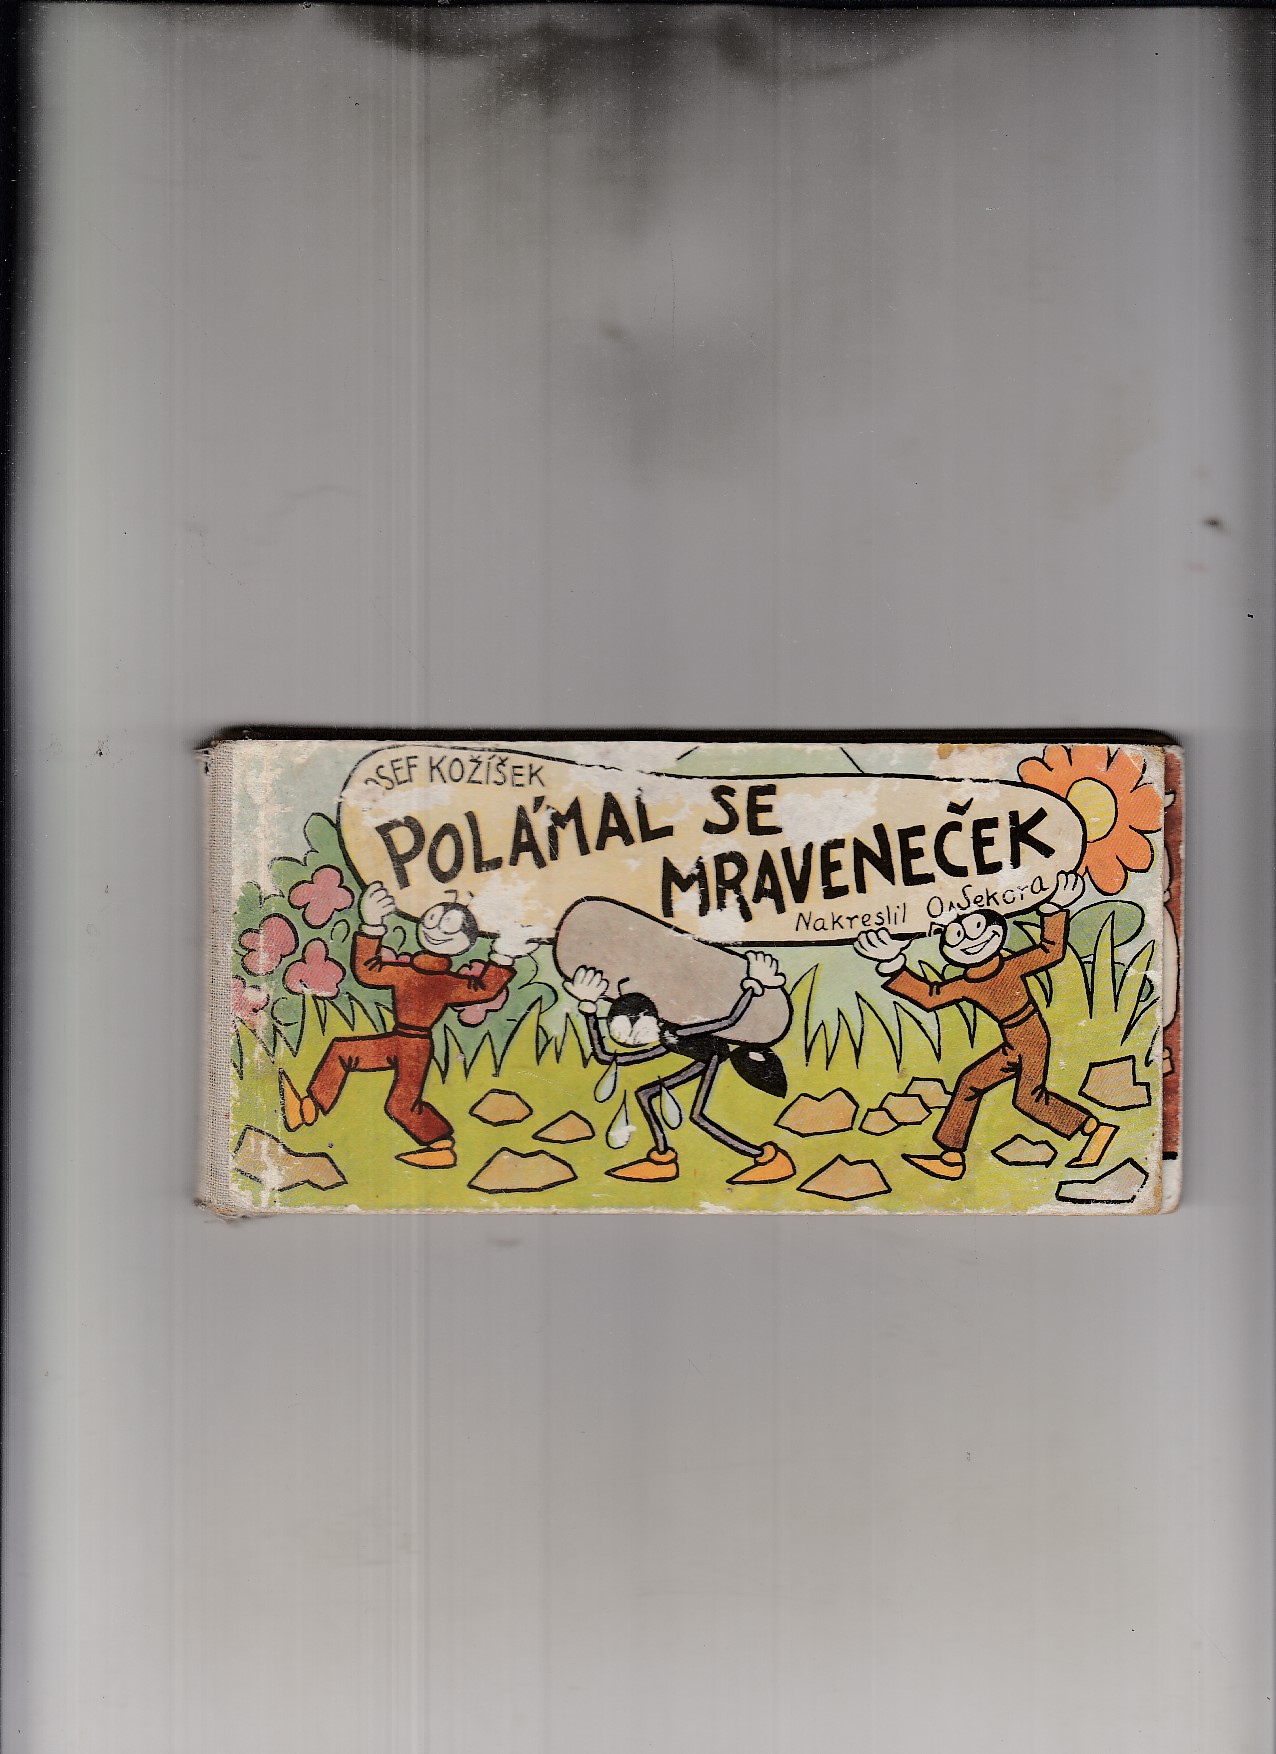 OSEF KOŽÍŠEK
POLÁMAL SE
MRAVENEČEK
Nakreslil O. Sekora